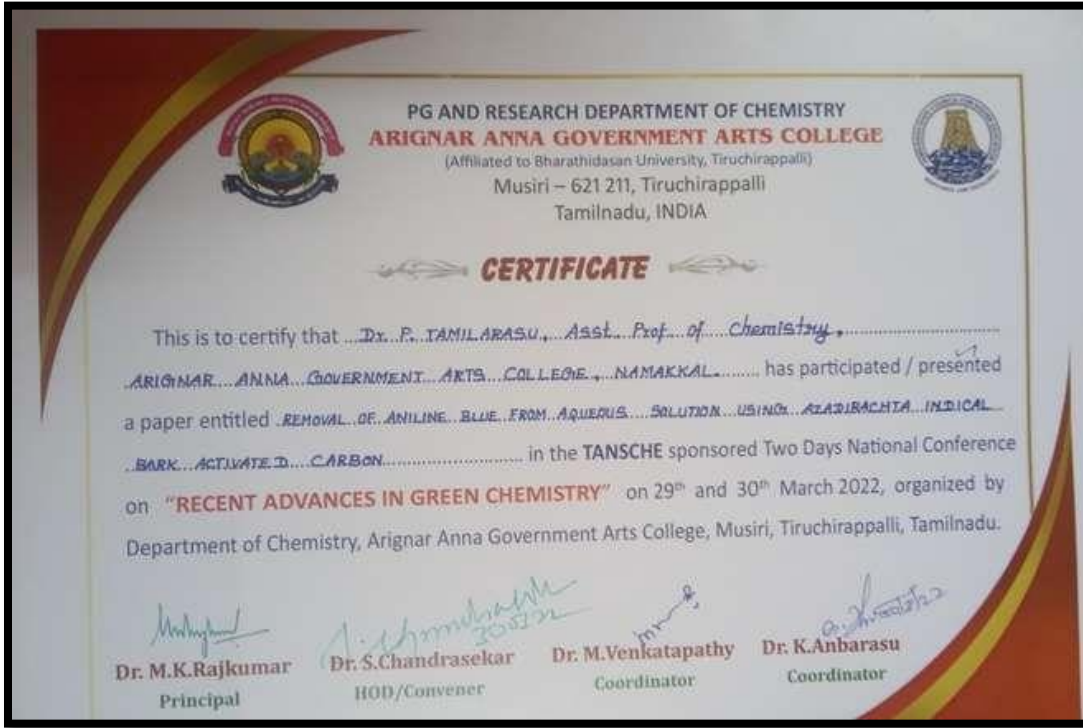 PG AND RESEARCH DEPARTMENT OF CHEMISTRY
ARIGNAR ANNA GOVERNMENT ARTS COLLEGE
(Affiliated to Bharathidasan University, Tiruchirappalli)
Musiri – 621 211, Tiruchirappalli
Tamilnadu, INDIA
CERTIFICATE
This is to certify that Dr. P. TAMILARASU, Asst. Prof. of Chemistry,
ARIGNAR ANNA GOVERNMENT ARTS COLLEGE, NAMAKKAL. has participated / presented
a paper entitled REMOVAL OF ANILINE BLUE FROM AQUEOUS SOLUTION USING AZADIRACHTA INDICAL
BARK ACTIVATED CARBON in the TANSCHE sponsored Two Days National Conference
on "RECENT ADVANCES IN GREEN CHEMISTRY" on 29th and 30th March 2022, organized by
Department of Chemistry, Arignar Anna Government Arts College, Musiri, Tiruchirappalli, Tamilnadu.
Dr. M.K.Rajkumar Dr. S.Chandrasekar Dr. M.Venkatapathy Dr. K.Anbarasu
Principal HOD/Convener Coordinator Coordinator